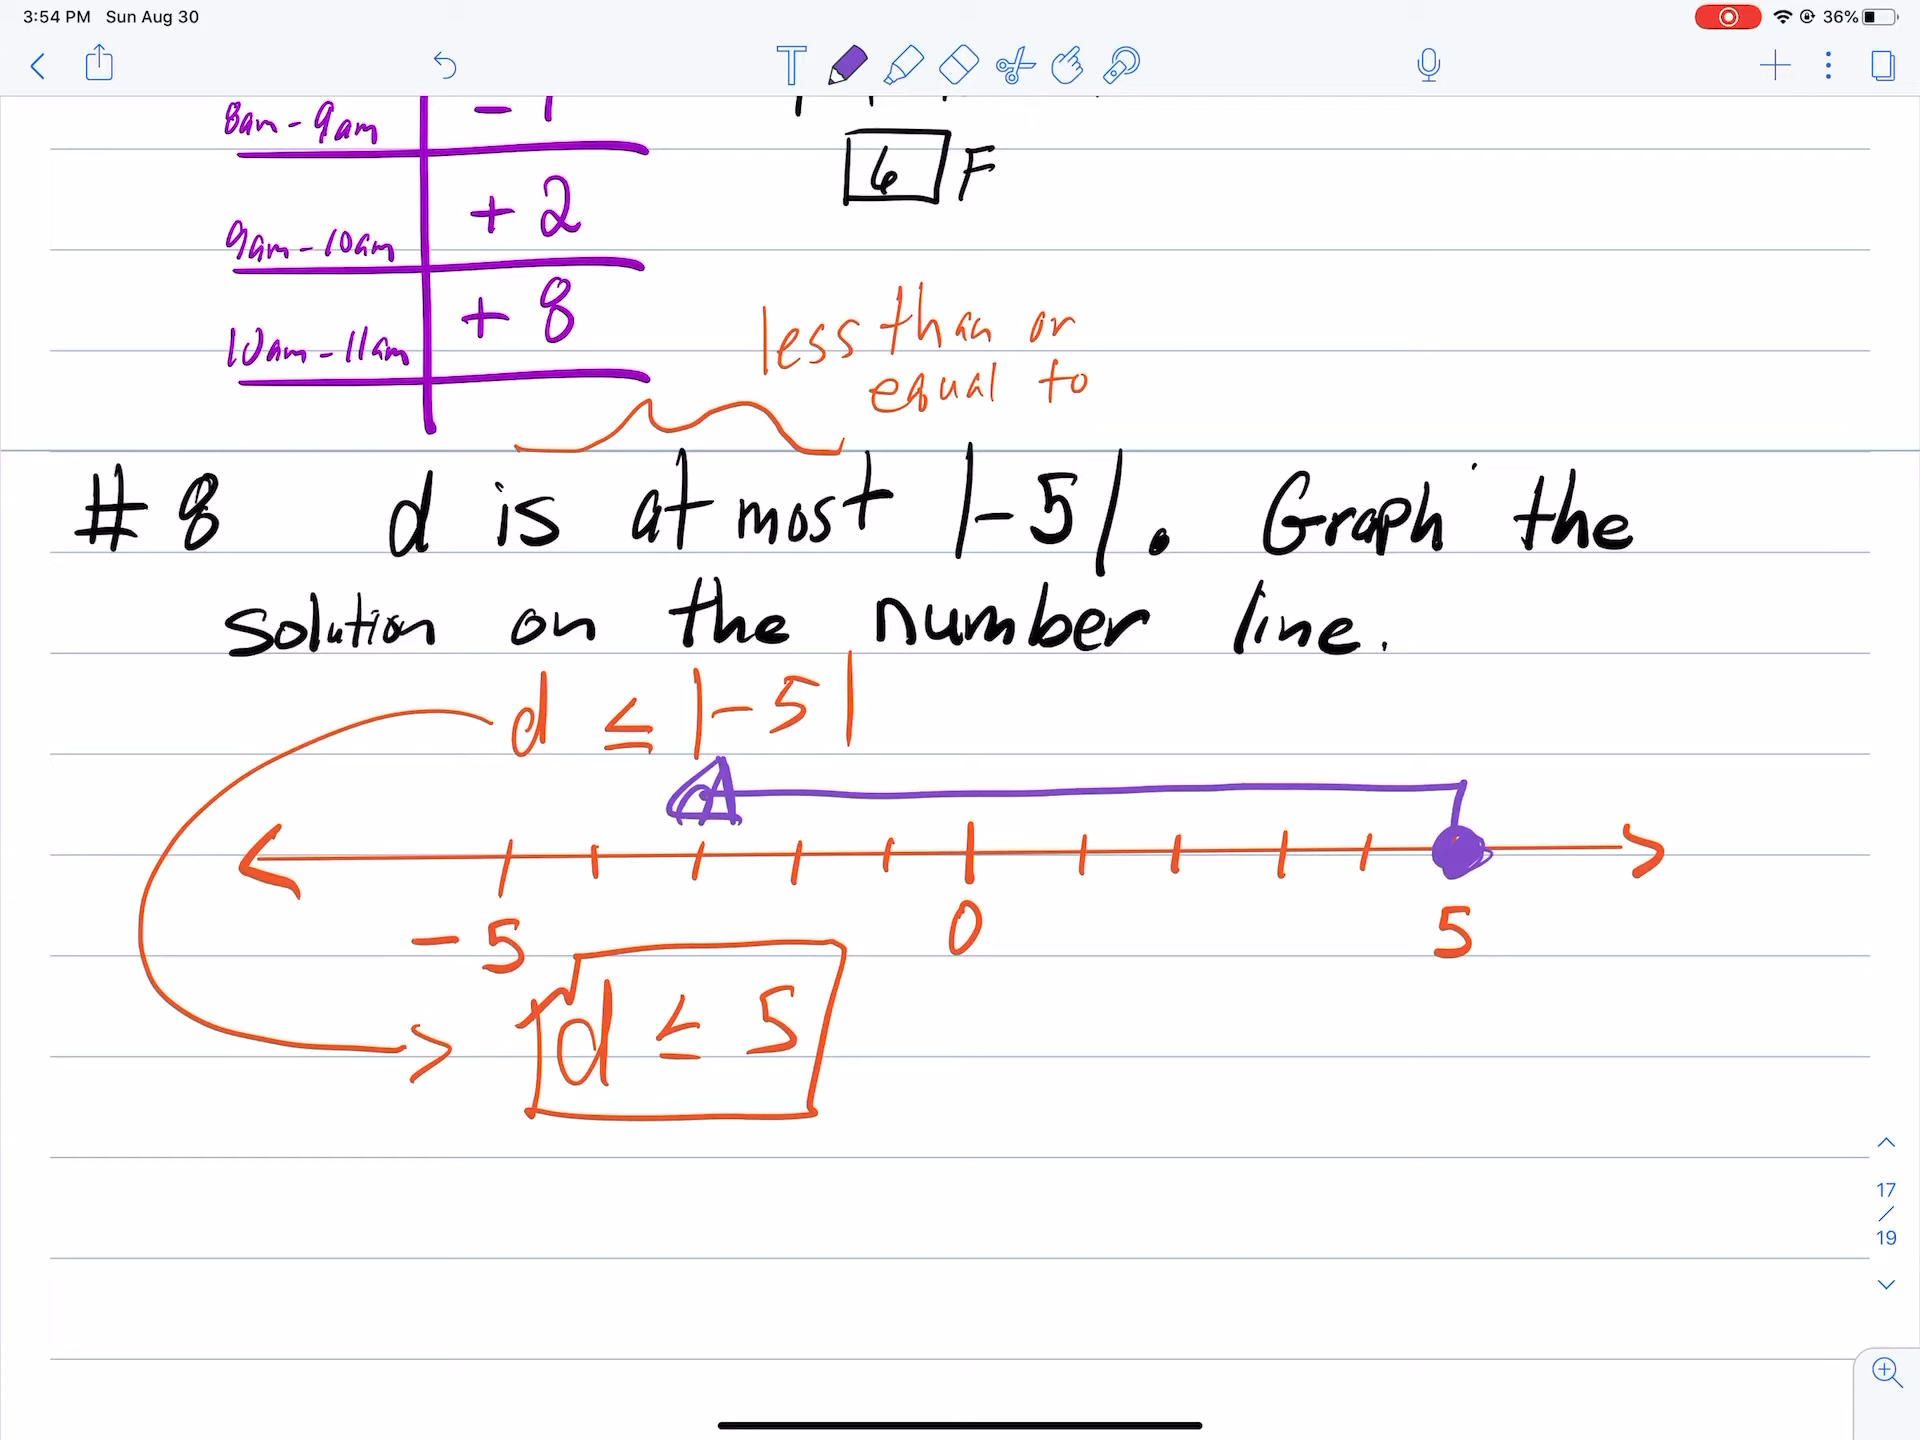 3:54 PM Sun Aug 30
36%
8am - 9am - 1
6 F
9am - 10am + 2
10am - 11am + 8
less than or
equal to
#8 d is at most |-5|. Graph the
solution on the number line.
d ≤ |-5|
-5 0 5
d ≤ 5
17
/
19